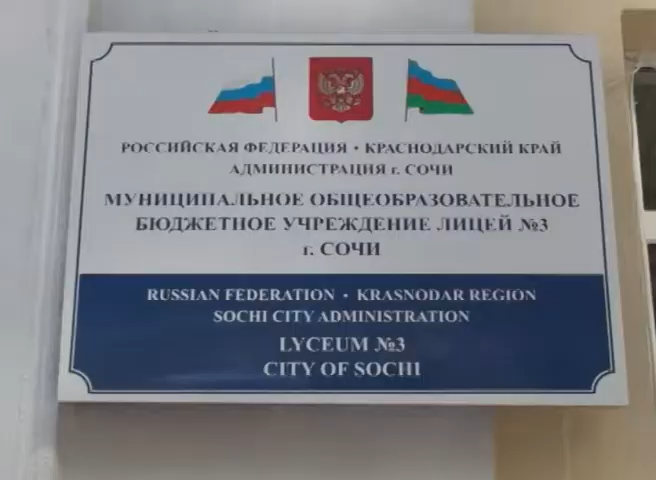 РОССИЙСКАЯ ФЕДЕРАЦИЯ • КРАСНОДАРСКИЙ КРАЙ
АДМИНИСТРАЦИЯ г. СОЧИ
МУНИЦИПАЛЬНОЕ ОБЩЕОБРАЗОВАТЕЛЬНОЕ
БЮДЖЕТНОЕ УЧРЕЖДЕНИЕ ЛИЦЕЙ №3
г. СОЧИ
RUSSIAN FEDERATION • KRASNODAR REGION
SOCHI CITY ADMINISTRATION
LYCEUM №3
CITY OF SOCHI